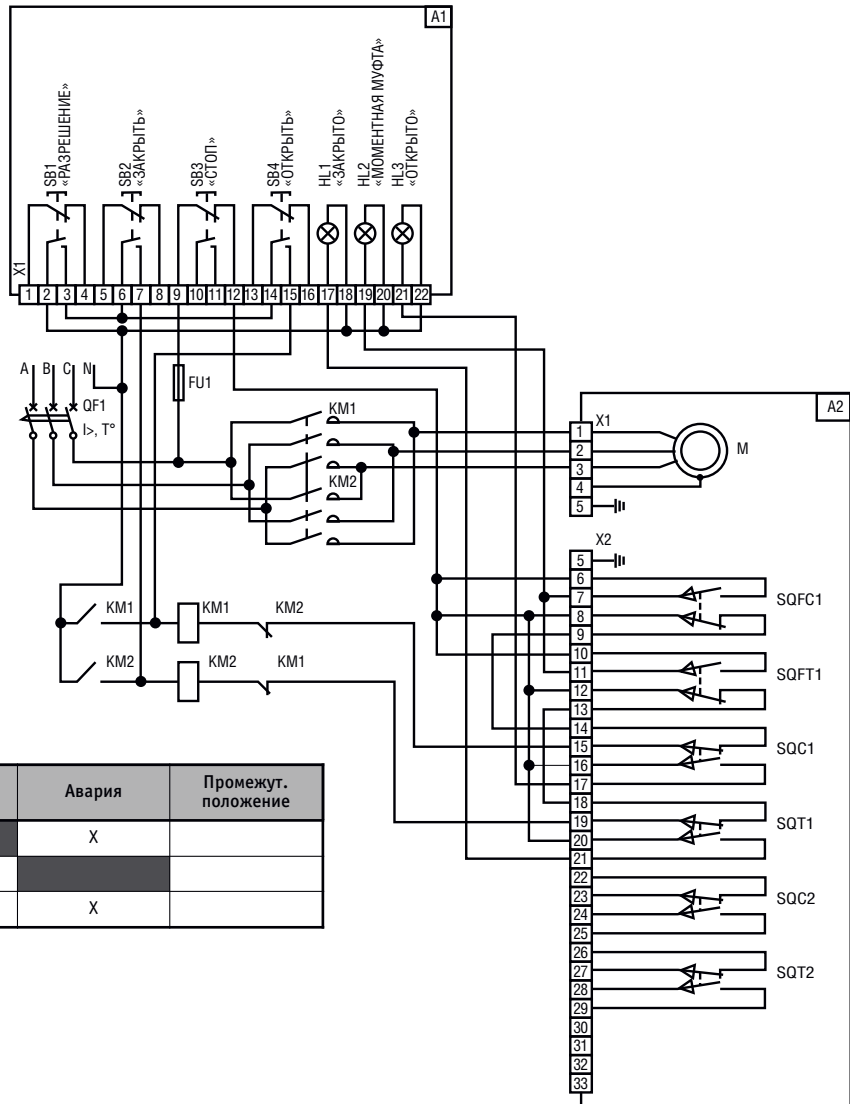 A1
SB1
«РАЗРЕШЕНИЕ»
SB2
«ЗАКРЫТЬ»
SB3
«СТОП»
SB4
«ОТКРЫТЬ»
HL1
«ЗАКРЫТО»
HL2
«МОМЕНТНАЯ МУФТА»
HL3
«ОТКРЫТО»
X1
1 2 3 4 5 6 7 8 9 10 11 12 13 14 15 16 17 18 19 20 21 22
A B C N
QF1
I>, T°
FU1
KM1
KM2
A2
X1
1
2
3
4
5
M
X2
5
6
7
8
9
10
11
12
13
14
15
16
17
18
19
20
21
22
23
24
25
26
27
28
29
30
31
32
33
SQFC1
SQFT1
SQC1
SQT1
SQC2
SQT2
KM1 KM1 KM2
KM2 KM2 KM1
Авария
Промежут.
положение
X
X